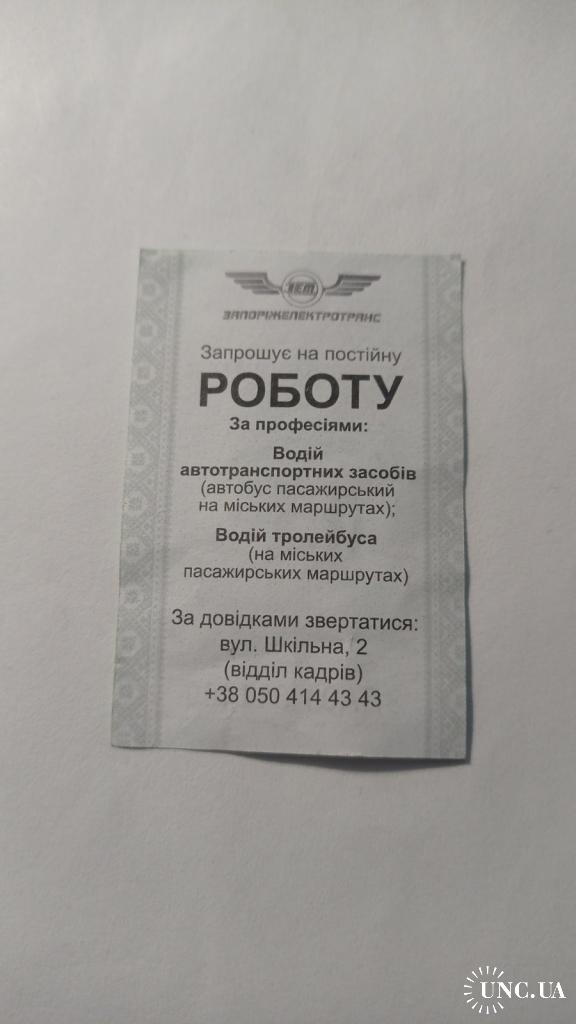 ЗЕТ
ЗАПОРІЖЕЛЕКТРОТРАНС
Запрошує на постійну
РОБОТУ
За професіями:
Водій
автотранспортних засобів
(автобус пасажирський
на міських маршрутах);
Водій тролейбуса
(на міських
пасажирських маршрутах)
За довідками звертатися:
вул. Шкільна, 2
(відділ кадрів)
+38 050 414 43 43
UNC.UA